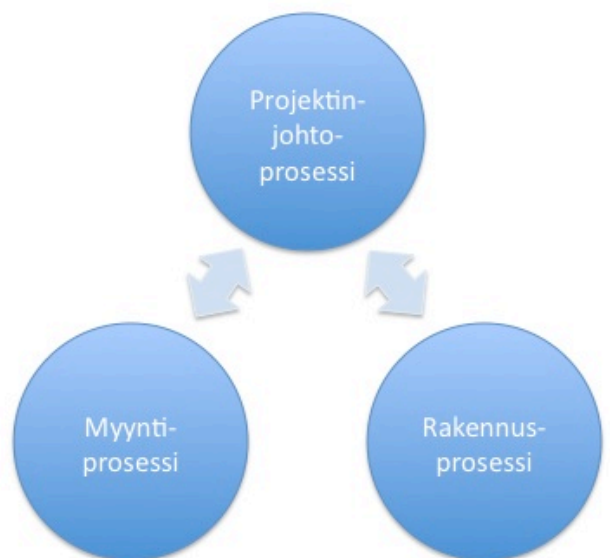 Projektin-
johto-
prosessi
Myynti-
prosessi
Rakennus-
prosessi